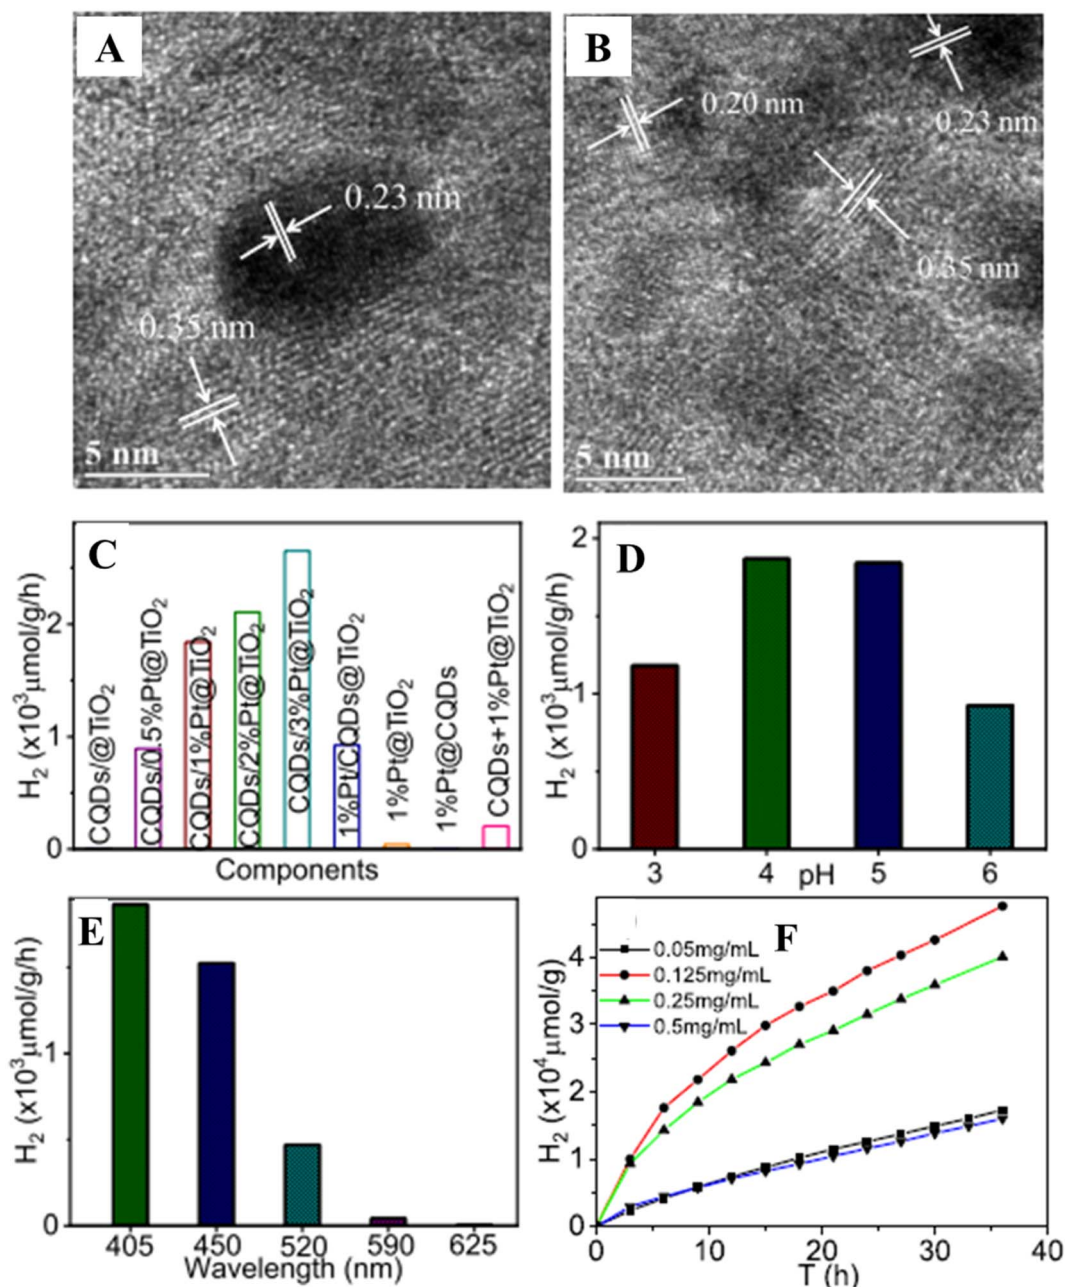 A
0.23 nm
0.35 nm
5 nm
B
0.20 nm
0.23 nm
0.35 nm
5 nm
C
H₂ (x10³μmol/g/h)
2
1
0
CQDs/@TiO₂
CQDs/0.5%Pt@TiO₂
CQDs/1%Pt@TiO₂
CQDs/2%Pt@TiO₂
CQDs/3%Pt@TiO₂
1%Pt/CQDs@TiO₂
1%Pt@TiO₂
1%Pt@CQDs
CQDs+1%Pt@TiO₂
Components
D
H₂ (x10³μmol/g/h)
2
1
0
3 4 5 6
pH
E
H₂ (x10³μmol/g/h)
1
0
405 450 520 590 625
Wavelength (nm)
F
H₂ (x10⁴μmol/g)
4
3
2
1
0
0.05mg/mL
0.125mg/mL
0.25mg/mL
0.5mg/mL
0 10 20 30 40
T (h)